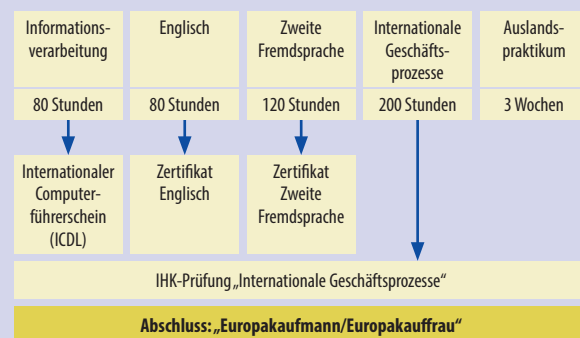 Informations-
verarbeitung
Englisch
Zweite
Fremdsprache
Internationale
Geschäfts-
prozesse
Auslands-
praktikum
80 Stunden
80 Stunden
120 Stunden
200 Stunden
3 Wochen
Internationaler
Computer-
führerschein
(ICDL)
Zertifikat
Englisch
Zertifikat
Zweite
Fremdsprache
IHK-Prüfung „Internationale Geschäftsprozesse“
Abschluss: „Europakaufmann/Europakauffrau“